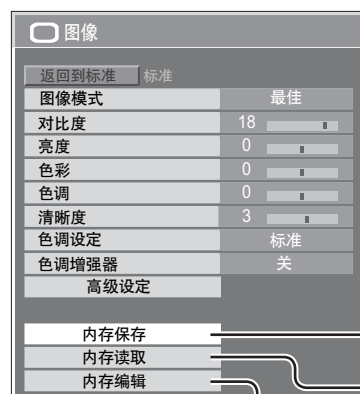 图像
返回到标准 标准
图像模式 最佳
对比度 18
亮度 0
色彩 0
色调 0
清晰度 3
色调设定 标准
色调增强器 关
高级设定
内存保存
内存读取
内存编辑